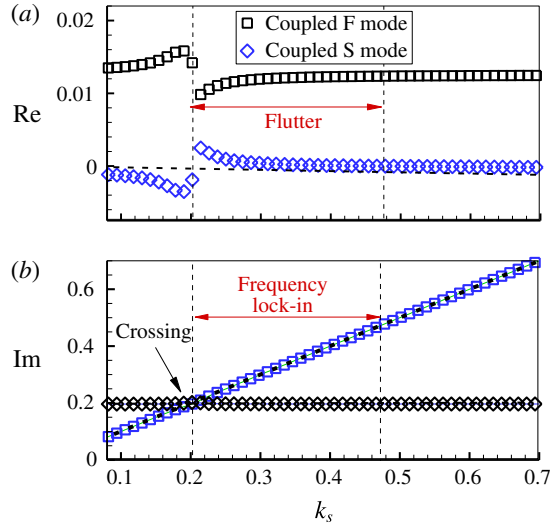 (a)
0.02
Coupled F mode
Coupled S mode
Re
0.01
Flutter
0
(b)
0.6
Frequency
lock-in
Crossing
Im
0.4
0.2
0
0.1 0.2 0.3 0.4 0.5 0.6 0.7
ks